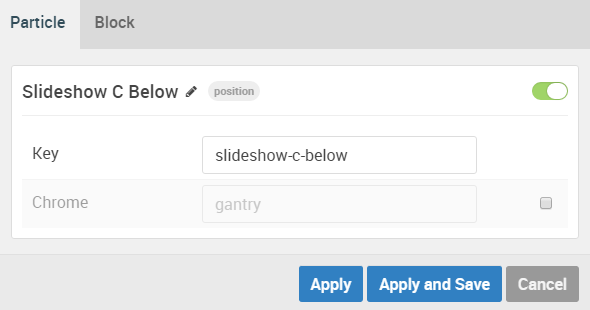 Particle Block
Slideshow C Below position
Key slideshow-c-below
Chrome gantry
Apply Apply and Save Cancel